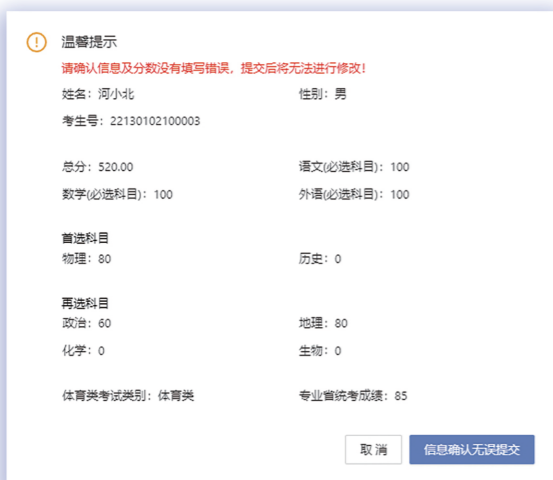 温馨提示
请确认信息及分数没有填写错误，提交后将无法进行修改！
姓名：河小北 性别：男
考生号：22130102100003
总分：520.00 语文(必选科目)：100
数学(必选科目)：100 外语(必选科目)：100
首选科目
物理：80 历史：0
再选科目
政治：60 地理：80
化学：0 生物：0
体育类考试类别：体育类 专业省统考成绩：85
取 消 信息确认无误提交